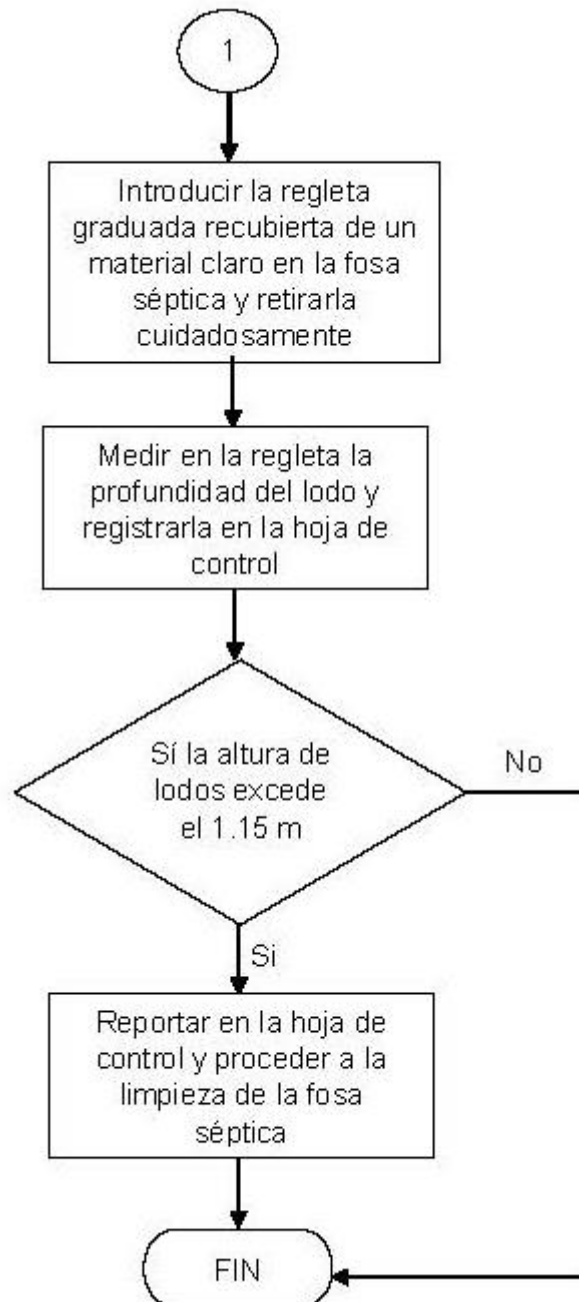 1
Introducir la regleta
graduada recubierta de un
material claro en la fosa
séptica y retirarla
cuidadosamente
Medir en la regleta la
profundidad del lodo y
registrarla en la hoja de
control
Sí la altura de
lodos excede
el 1.15 m
No
Si
Reportar en la hoja de
control y proceder a la
limpieza de la fosa
séptica
FIN